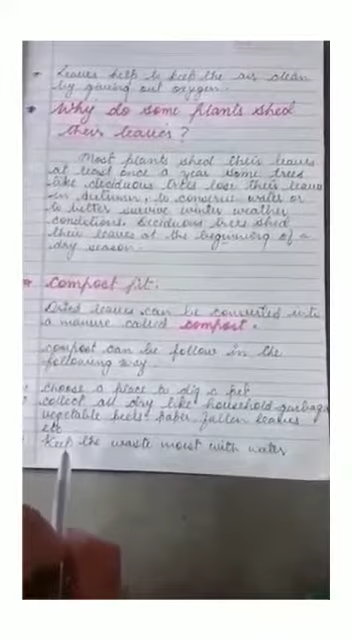 Leaves help to keep the air clean
by giving out oxygen.
Why do some plants shed
their leaves?
Most plants shed their leaves
at least once a year some trees
like deciduous trees lose their leave
in Autumn, to conserve water or
to better survive winter weather
conditions. Deciduous trees shed
their leaves at the beginning of a
dry season.
Compost pit.
Dried leaves can be converted into
a manure called compost.
compost can be follow in the
following way.
choose a place to dig a pit
collect all dry like household garbage
vegetable peels paper, fallen leaves
etc
Keep the waste moist with water